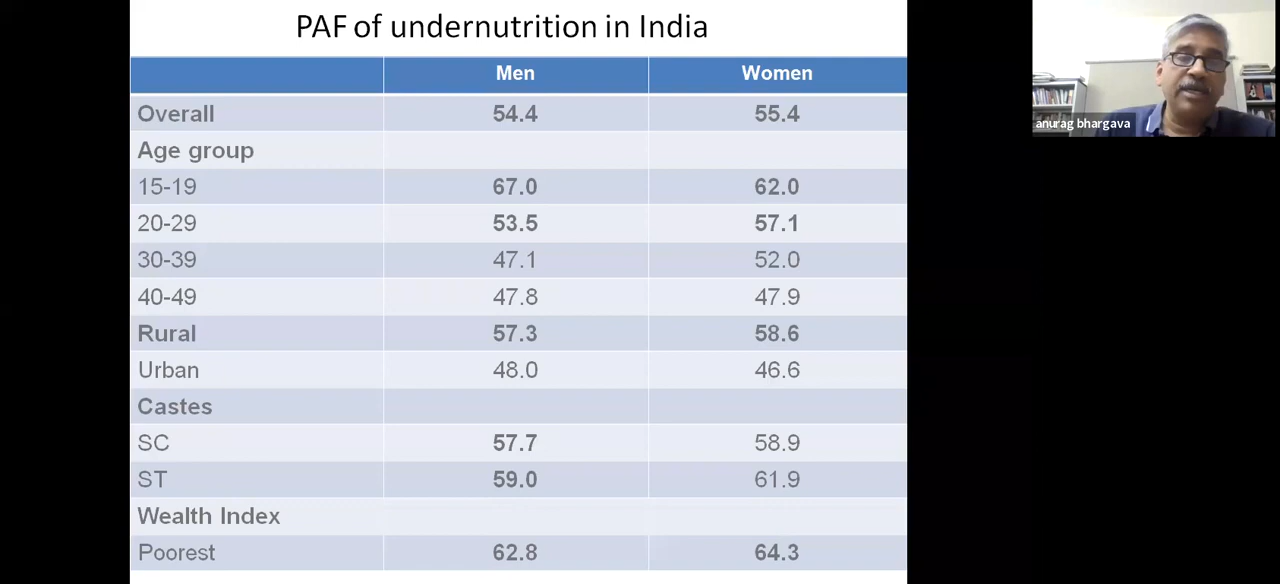 PAF of undernutrition in India
Men Women
Overall 54.4 55.4
Age group
15-19 67.0 62.0
20-29 53.5 57.1
30-39 47.1 52.0
40-49 47.8 47.9
Rural 57.3 58.6
Urban 48.0 46.6
Castes
SC 57.7 58.9
ST 59.0 61.9
Wealth Index
Poorest 62.8 64.3
anurag bhargava